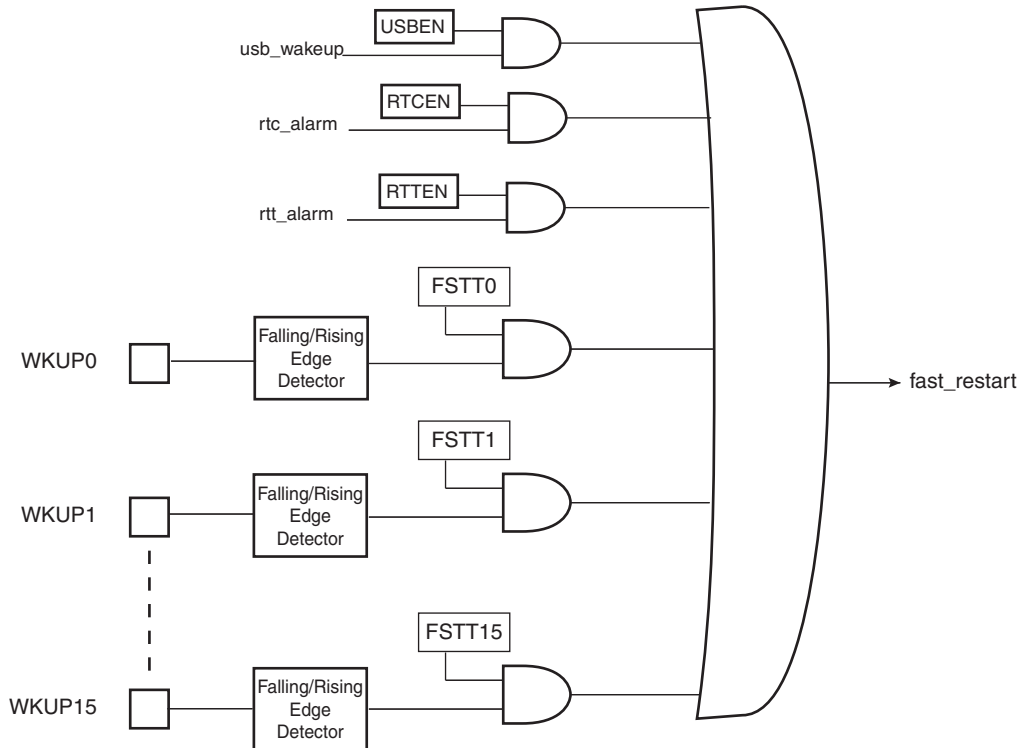 USBEN
usb_wakeup
RTCEN
rtc_alarm
RTTEN
rtt_alarm
FSTT0
WKUP0
Falling/Rising
Edge
Detector
fast_restart
FSTT1
WKUP1
Falling/Rising
Edge
Detector
FSTT15
WKUP15
Falling/Rising
Edge
Detector